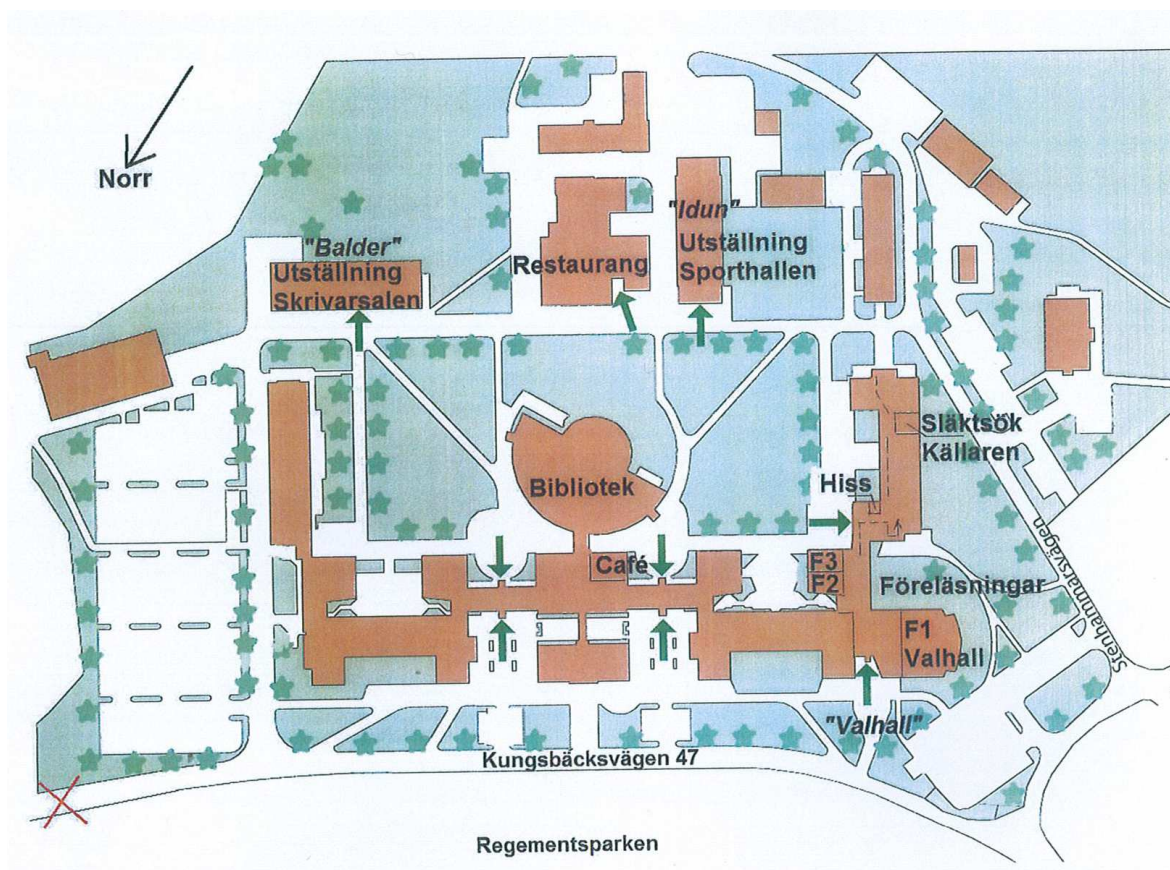 Norr
"Balder"
Utställning
Skrivarsalen
Restaurang
"Idun"
Utställning
Sporthallen
Släktsök
Källaren
Bibliotek
Hiss
Café
F3
F2
Föreläsningar
F1
Valhall
Stenhammarsvägen
"Valhall"
Kungsbäcksvägen 47
Regementsparken